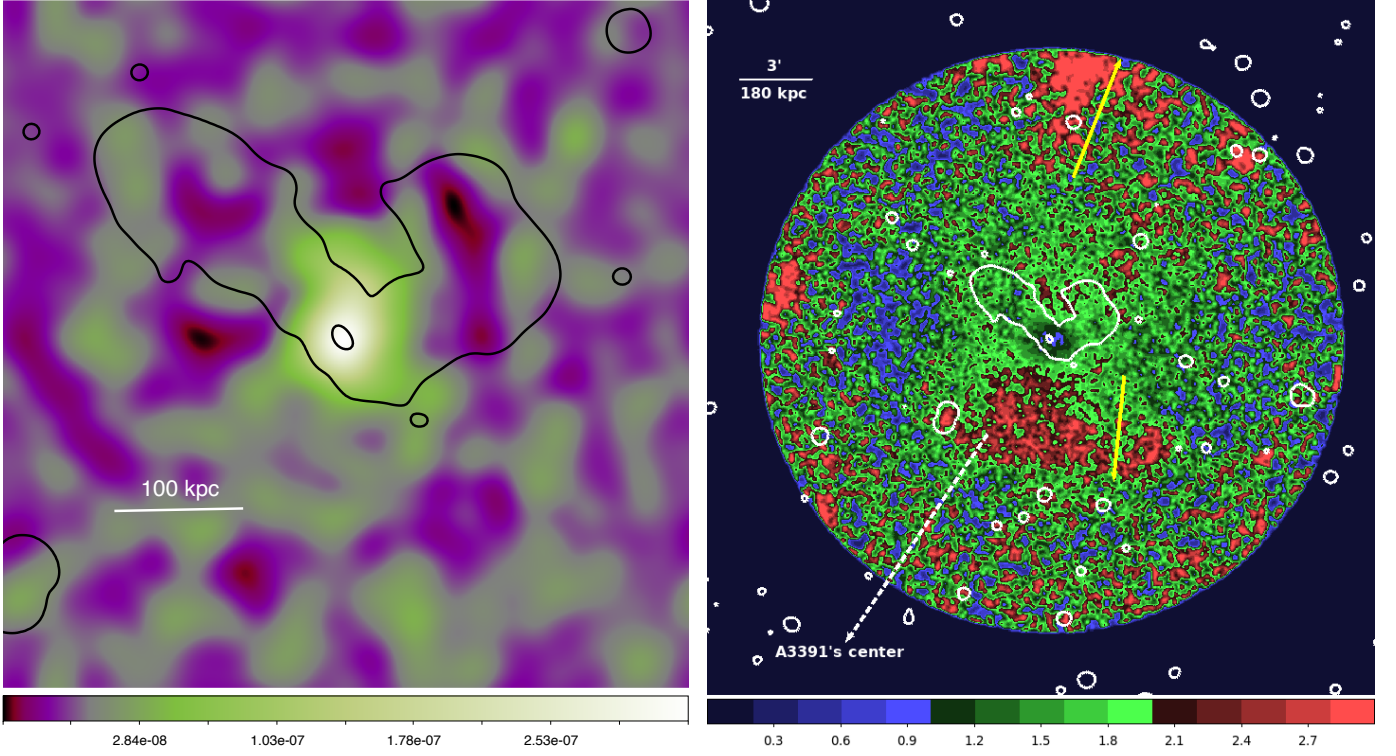 100 kpc
2.84e-08 1.03e-07 1.78e-07 2.53e-07
3'
180 kpc
A3391's center
0.3 0.6 0.9 1.2 1.5 1.8 2.1 2.4 2.7